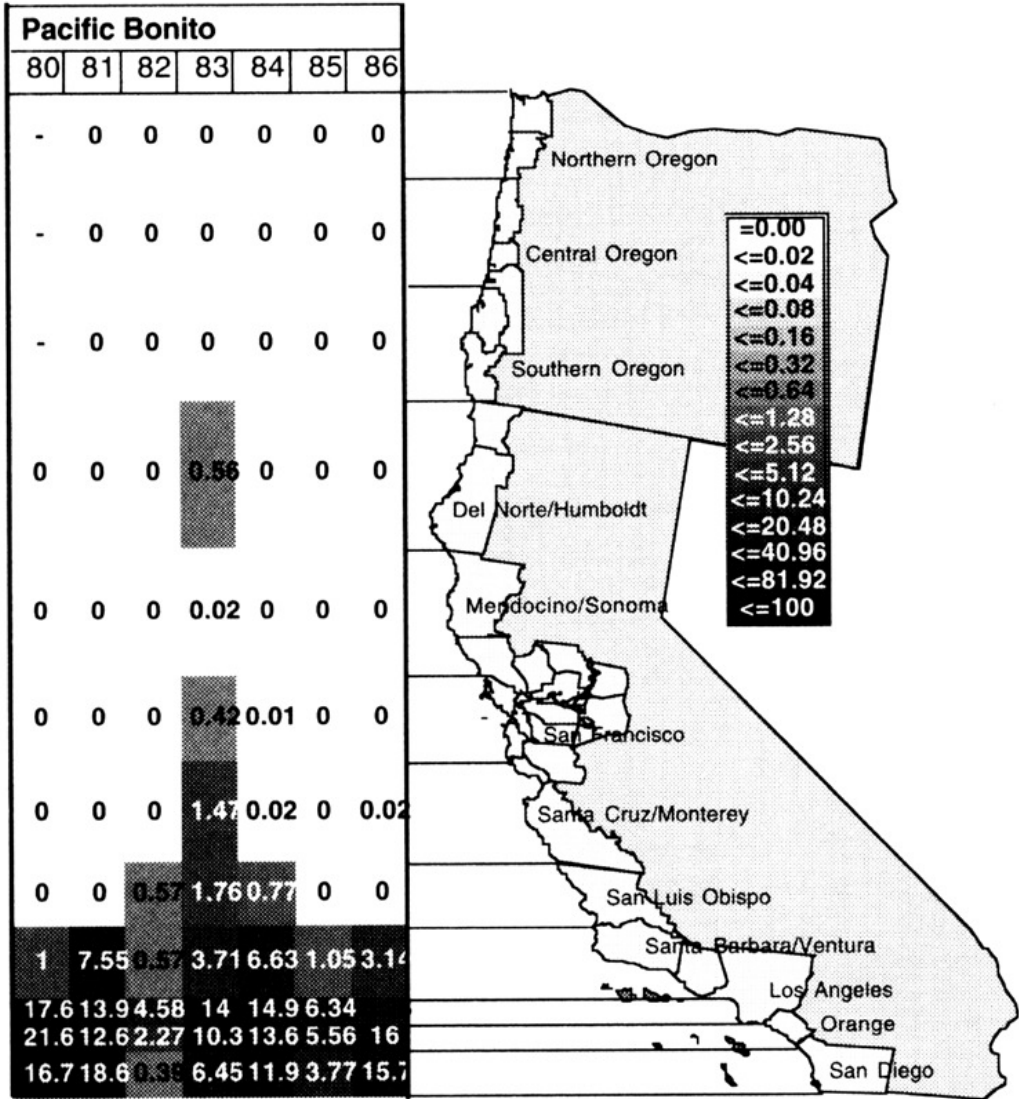 Pacific Bonito
80 81 82 83 84 85 86
- 0 0 0 0 0 0
Northern Oregon
- 0 0 0 0 0 0
Central Oregon
- 0 0 0 0 0 0
Southern Oregon
0 0 0 0.56 0 0 0
Del Norte/Humboldt
0 0 0 0.02 0 0 0
Mendocino/Sonoma
0 0 0 0.42 0.01 0 0
San Francisco
0 0 0 1.47 0.02 0 0.02
Santa Cruz/Monterey
0 0 0.57 1.76 0.77 0 0
San Luis Obispo
1 7.55 0.57 3.71 6.63 1.05 3.14
Santa Barbara/Ventura
17.6 13.9 4.58 14 14.9 6.34
Los Angeles
21.6 12.6 2.27 10.3 13.6 5.56 16
Orange
16.7 18.6 0.39 6.45 11.9 3.77 15.7
San Diego
=0.00
<=0.02
<=0.04
<=0.08
<=0.16
<=0.32
<=0.64
<=1.28
<=2.56
<=5.12
<=10.24
<=20.48
<=40.96
<=81.92
<=100